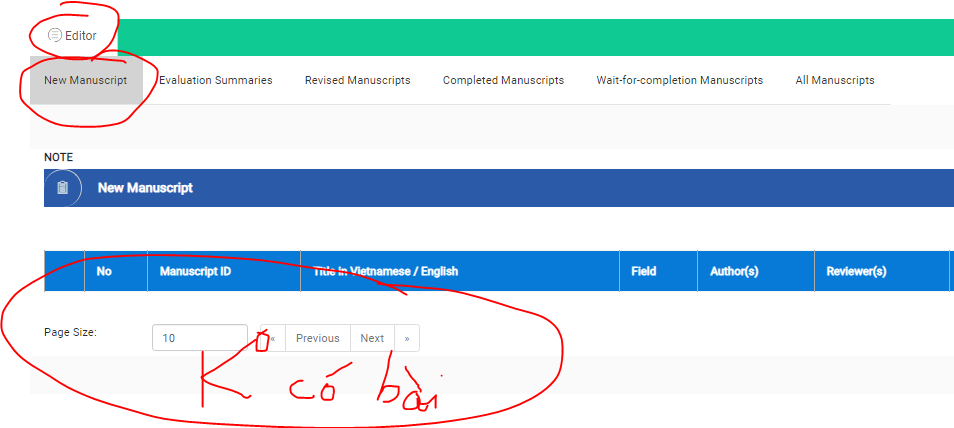 Editor
New Manuscript Evaluation Summaries Revised Manuscripts Completed Manuscripts Wait-for-completion Manuscripts All Manuscripts
NOTE
New Manuscript
No Manuscript ID Title in Vietnamese / English Field Author(s) Reviewer(s)
Page Size: 10 « Previous Next »
K° có bài